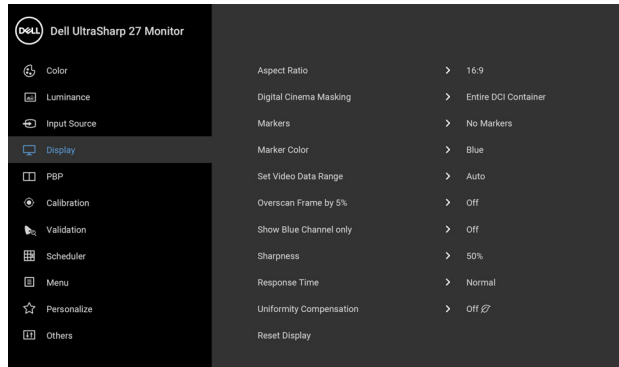 DELL Dell UltraSharp 27 Monitor
Color
Luminance
Input Source
Display
PBP
Calibration
Validation
Scheduler
Menu
Personalize
Others
Aspect Ratio > 16:9
Digital Cinema Masking > Entire DCI Container
Markers > No Markers
Marker Color > Blue
Set Video Data Range > Auto
Overscan Frame by 5% > Off
Show Blue Channel only > Off
Sharpness > 50%
Response Time > Normal
Uniformity Compensation > Off
Reset Display